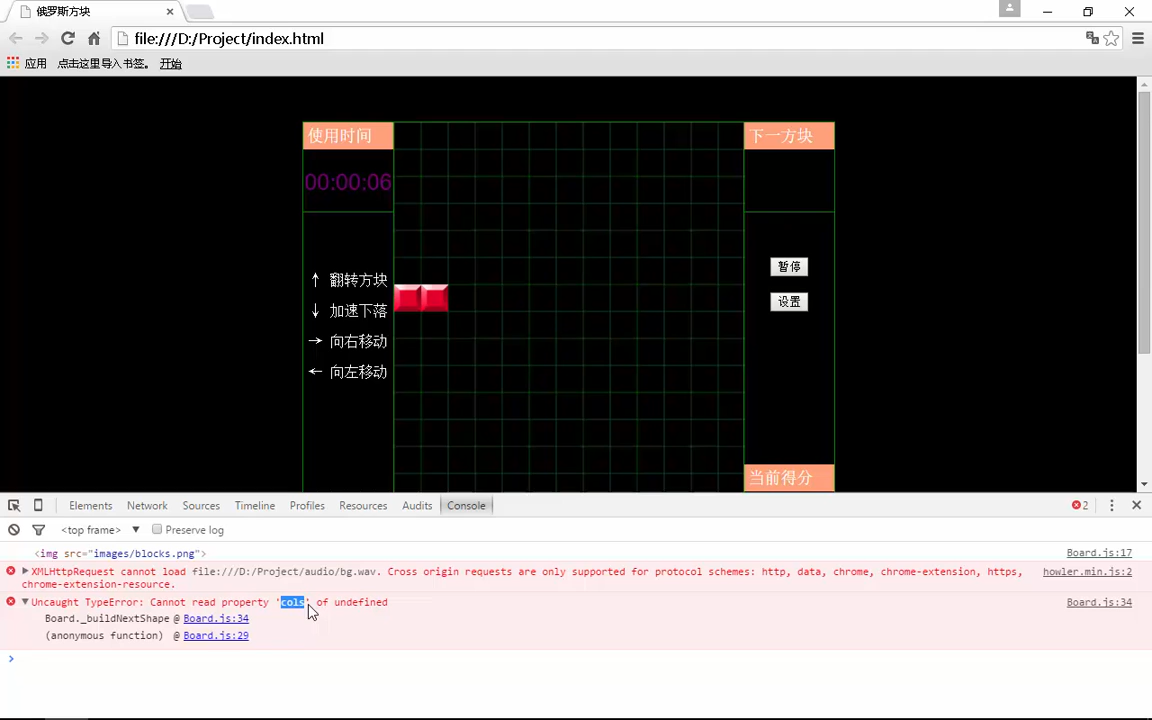 俄罗斯方块
file:///D:/Project/index.html
应用 点击这里导入书签。 开始
使用时间
00:00:06
↑ 翻转方块
↓ 加速下落
→ 向右移动
← 向左移动
下一方块
暂停
设置
当前得分
Elements Network Sources Timeline Profiles Resources Audits Console 2
<top frame> Preserve log
<img src="images/blocks.png"> Board.js:17
XMLHttpRequest cannot load file:///D:/Project/audio/bg.wav. Cross origin requests are only supported for protocol schemes: http, data, chrome, chrome-extension, https, howler.min.js:2
chrome-extension-resource.
Uncaught TypeError: Cannot read property 'cols' of undefined Board.js:34
Board._buildNextShape @ Board.js:34
(anonymous function) @ Board.js:29